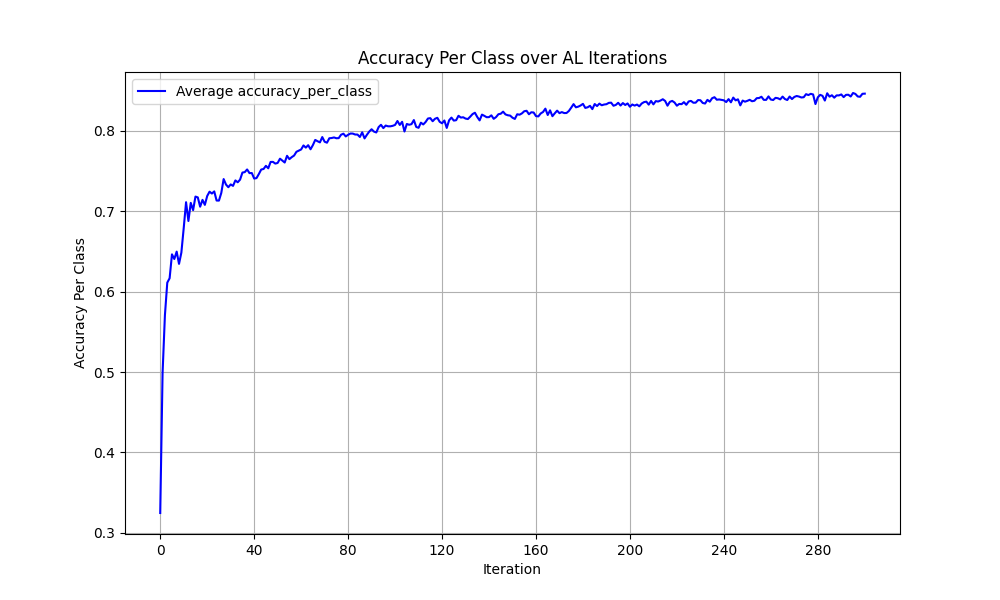 Accuracy Per Class over AL Iterations
Average accuracy_per_class
Accuracy Per Class
0.8
0.7
0.6
0.5
0.4
0.3
0 40 80 120 160 200 240 280
Iteration